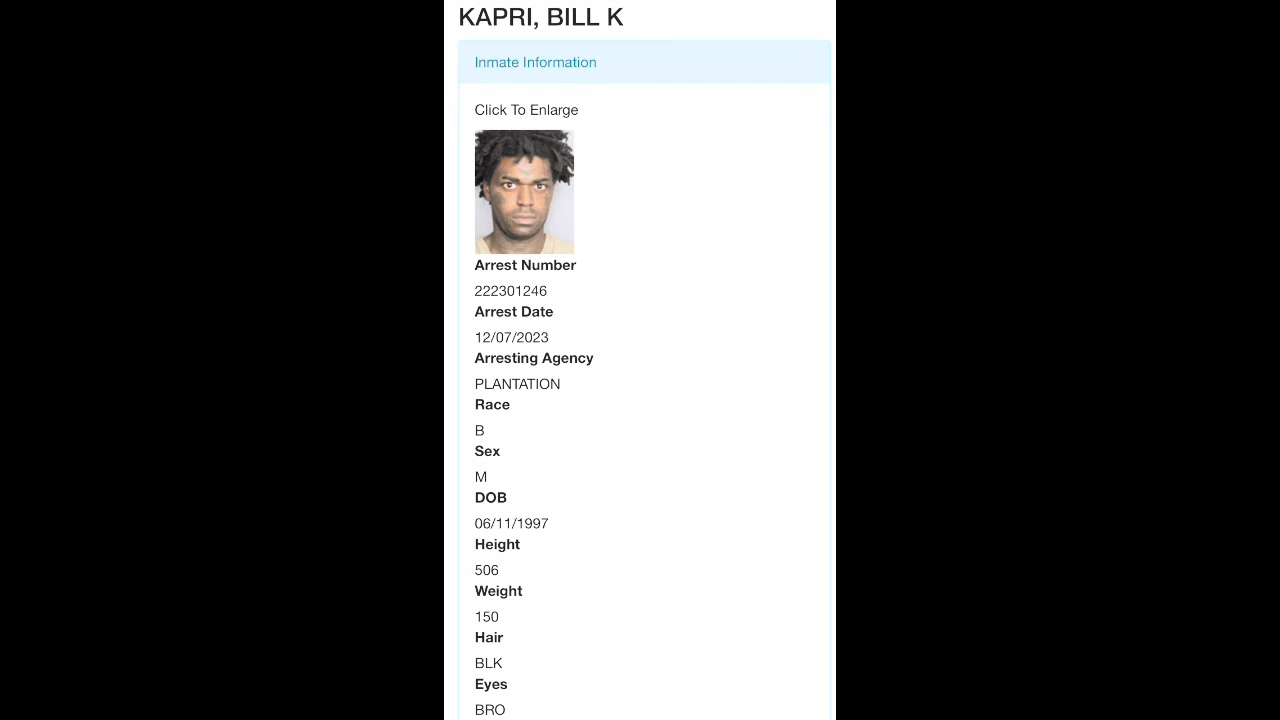 KAPRI, BILL K
Inmate Information
Click To Enlarge
Arrest Number
222301246
Arrest Date
12/07/2023
Arresting Agency
PLANTATION
Race
B
Sex
M
DOB
06/11/1997
Height
506
Weight
150
Hair
BLK
Eyes
BRO